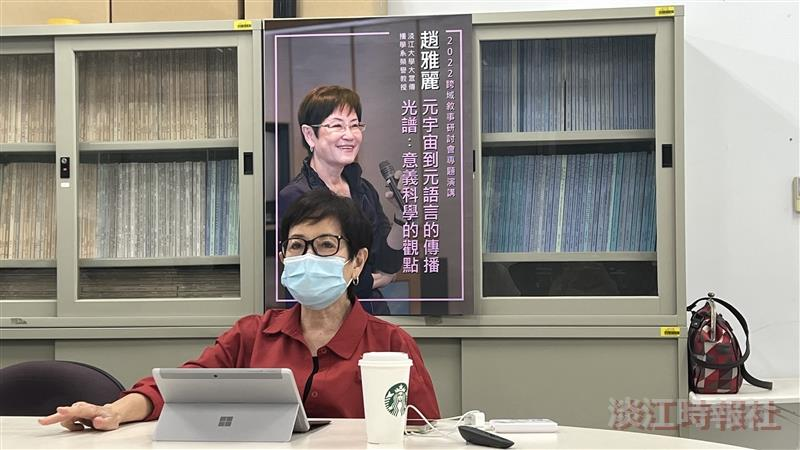 2022跨域敘事研討會專題演講
元宇宙到元語言的傳播
光譜：意義科學的觀點
趙雅麗
淡江大學大眾傳
播學系榮譽教授
淡江時報社